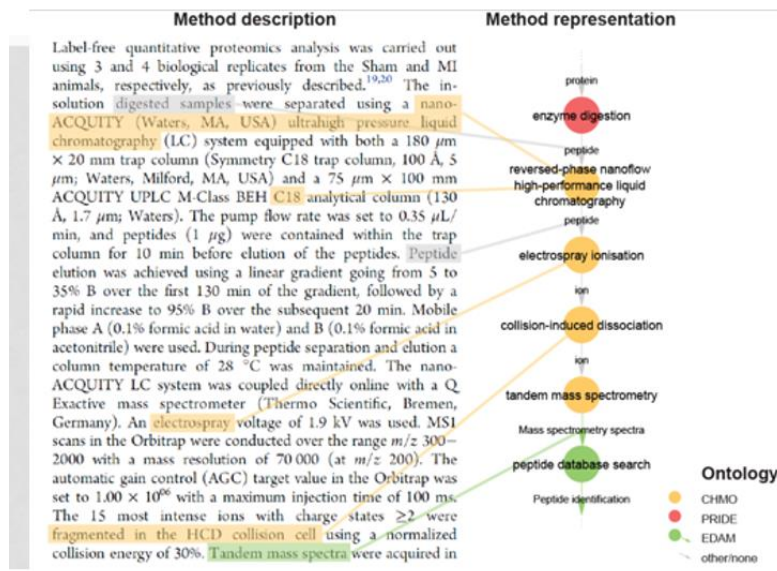 Method description
Label-free quantitative proteomics analysis was carried out
using 3 and 4 biological replicates from the Sham and MI
animals, respectively, as previously described.19,20 The in-
solution digested samples were separated using a nano-
ACQUITY (Waters, MA, USA) ultrahigh pressure liquid
chromatography (LC) system equipped with both a 180 μm
× 20 mm trap column (Symmetry C18 trap column, 100 Å, 5
μm; Waters, Milford, MA, USA) and a 75 μm × 100 mm
ACQUITY UPLC M-Class BEH C18 analytical column (130
Å, 1.7 μm; Waters). The pump flow rate was set to 0.35 μL/
min, and peptides (1 μg) were contained within the trap
column for 10 min before elution of the peptides. Peptide
elution was achieved using a linear gradient going from 5 to
35% B over the first 130 min of the gradient, followed by a
rapid increase to 95% B over the subsequent 20 min. Mobile
phase A (0.1% formic acid in water) and B (0.1% formic acid in
acetonitrile) were used. During peptide separation and elution a
column temperature of 28 °C was maintained. The nano-
ACQUITY LC system was coupled directly online with a Q
Exactive mass spectrometer (Thermo Scientific, Bremen,
Germany). An electrospray voltage of 1.9 kV was used. MS1
scans in the Orbitrap were conducted over the range m/z 300–
2000 with a mass resolution of 70 000 (at m/z 200). The
automatic gain control (AGC) target value in the Orbitrap was
set to 1.00 × 10⁰⁶ with a maximum injection time of 100 ms.
The 15 most intense ions with charge states ≥2 were
fragmented in the HCD collision cell using a normalized
collision energy of 30%. Tandem mass spectra were acquired in
Method representation
protein
enzyme digestion
peptide
reversed-phase nanoflow
high-performance liquid
chromatography
peptide
electrospray ionisation
ion
collision-induced dissociation
ion
tandem mass spectrometry
Mass spectrometry spectra
peptide database search
Peptide identification
Ontology
CHMO
PRIDE
EDAM
other/none